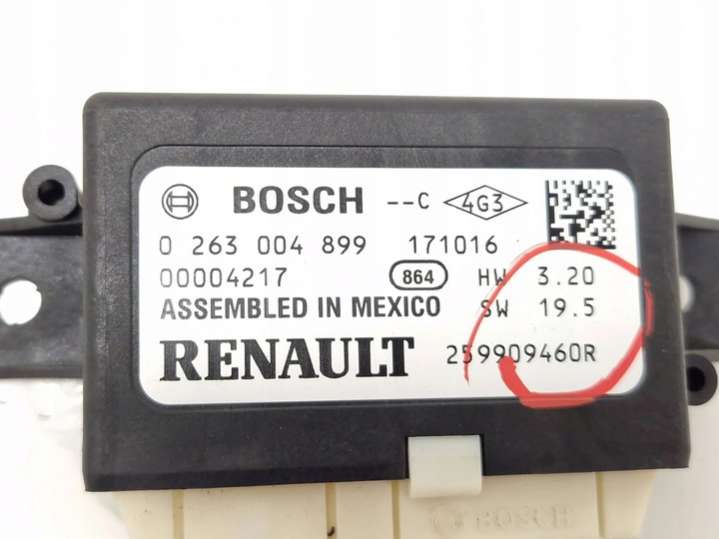 BOSCH --C 4G3
0 263 004 899 171016
00004217 864 HW 3.20
ASSEMBLED IN MEXICO SW 19.5
RENAULT 259909460R
BOSCH